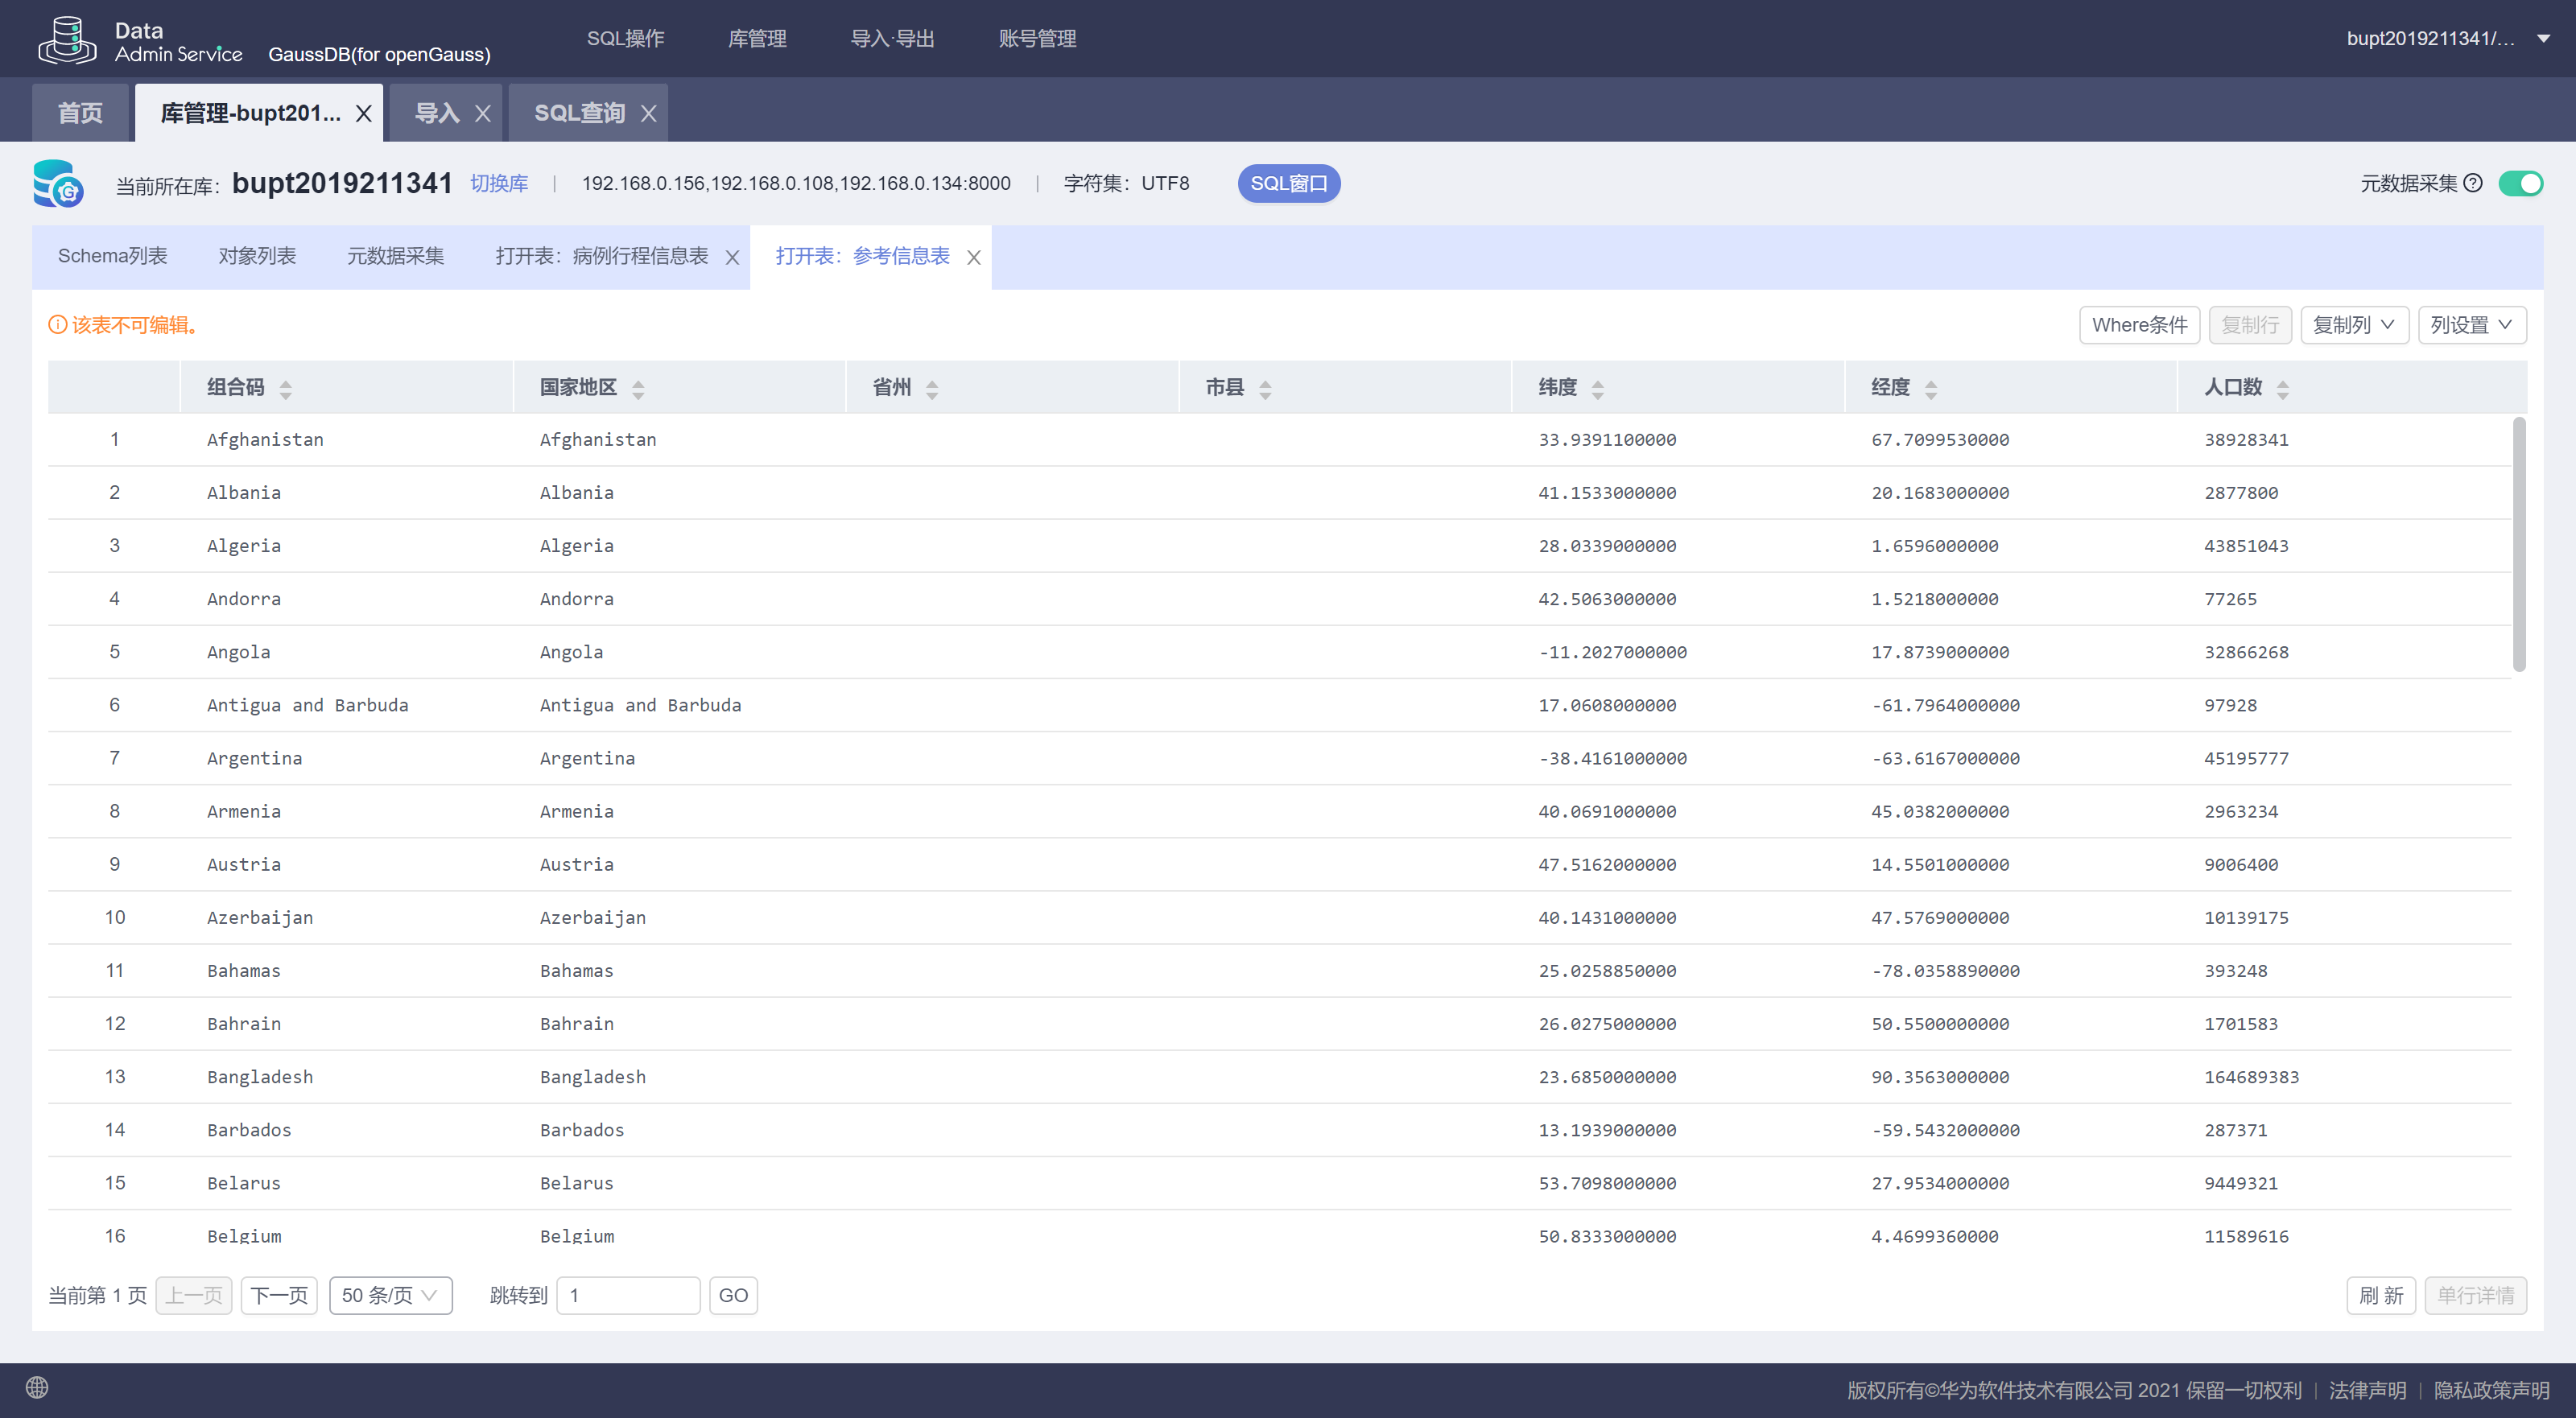 Data
Admin Service GaussDB(for openGauss) SQL操作 库管理 导入·导出 账号管理 bupt2019211341/...
首页 库管理-bupt201... 导入 SQL查询
当前所在库： bupt2019211341 切换库 192.168.0.156,192.168.0.108,192.168.0.134:8000 字符集： UTF8 SQL窗口 元数据采集
Schema列表 对象列表 元数据采集 打开表：病例行程信息表 打开表：参考信息表
该表不可编辑。 Where条件 复制行 复制列 列设置
组合码 国家地区 省州 市县 纬度 经度 人口数
1 Afghanistan Afghanistan 33.9391100000 67.7099530000 38928341
2 Albania Albania 41.1533000000 20.1683000000 2877800
3 Algeria Algeria 28.0339000000 1.6596000000 43851043
4 Andorra Andorra 42.5063000000 1.5218000000 77265
5 Angola Angola -11.2027000000 17.8739000000 32866268
6 Antigua and Barbuda Antigua and Barbuda 17.0608000000 -61.7964000000 97928
7 Argentina Argentina -38.4161000000 -63.6167000000 45195777
8 Armenia Armenia 40.0691000000 45.0382000000 2963234
9 Austria Austria 47.5162000000 14.5501000000 9006400
10 Azerbaijan Azerbaijan 40.1431000000 47.5769000000 10139175
11 Bahamas Bahamas 25.0258850000 -78.0358890000 393248
12 Bahrain Bahrain 26.0275000000 50.5500000000 1701583
13 Bangladesh Bangladesh 23.6850000000 90.3563000000 164689383
14 Barbados Barbados 13.1939000000 -59.5432000000 287371
15 Belarus Belarus 53.7098000000 27.9534000000 9449321
16 Belgium Belgium 50.8333000000 4.4699360000 11589616
当前第 1 页 上一页 下一页 50 条/页 跳转到 1 GO 刷 新 单行详情
版权所有©华为软件技术有限公司 2021 保留一切权利 | 法律声明 | 隐私政策声明